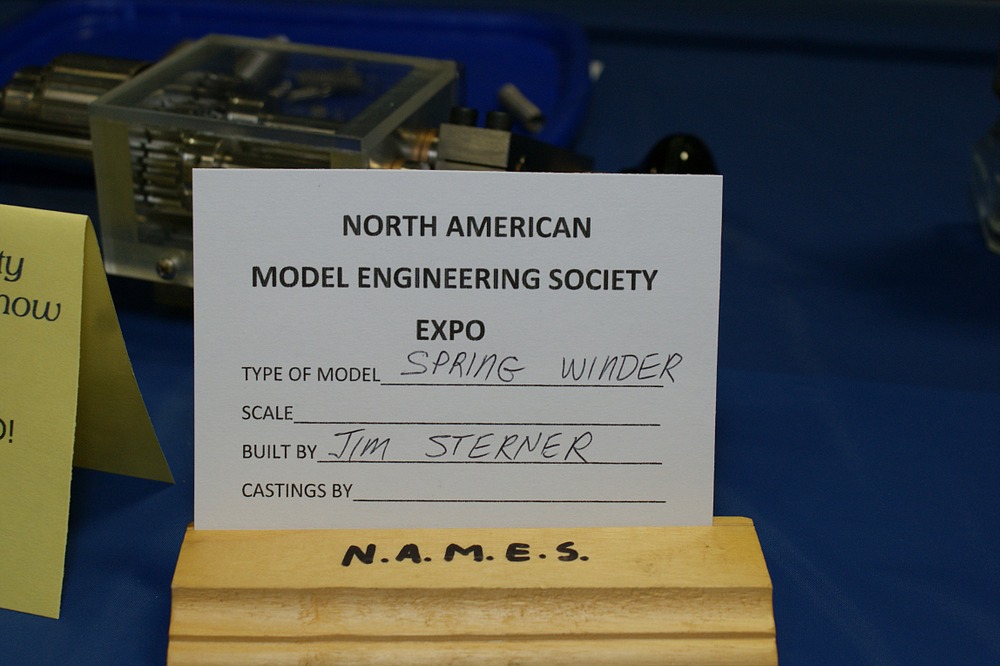 NORTH AMERICAN
MODEL ENGINEERING SOCIETY
EXPO
TYPE OF MODEL SPRING WINDER
SCALE
BUILT BY JIM STERNER
CASTINGS BY
N.A.M.E.S.